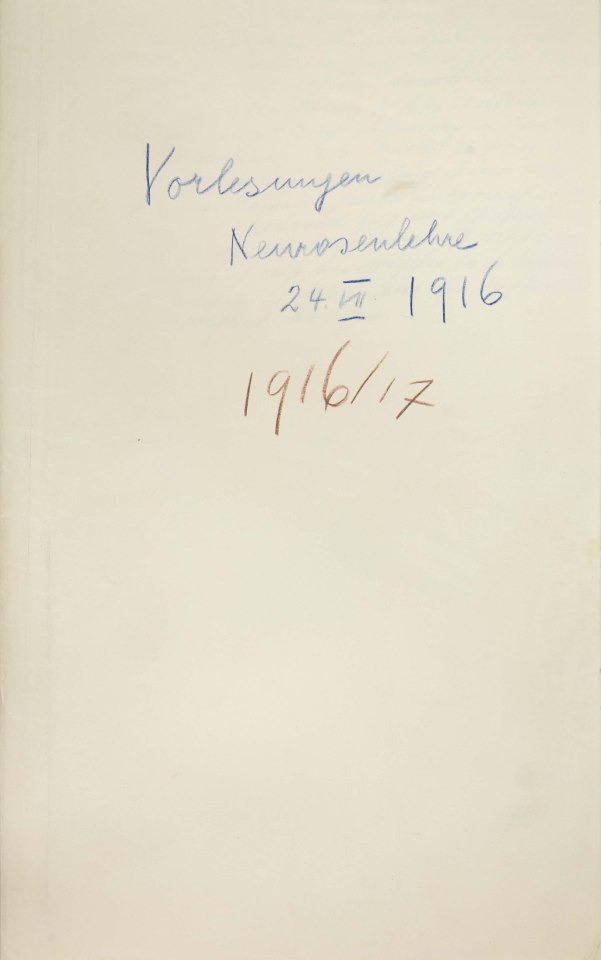 Vorlesungen
Neurosenlehre
24. VII 1916
1916/17